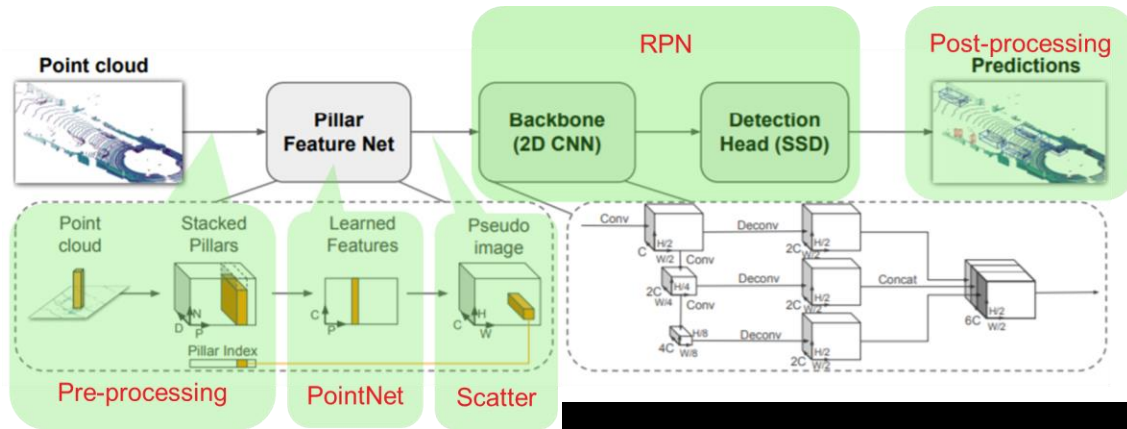 RPN
Post-processing
Point cloud
Predictions
Pillar
Feature Net
Backbone
(2D CNN)
Detection
Head (SSD)
Point
cloud
Stacked
Pillars
Learned
Features
Pseudo
image
N
D
P
C
P
H
C
W
Pillar Index
Pre-processing
PointNet
Scatter
Conv
H/2
C
W/2
Conv
Deconv
H/2
2C
W/2
H/4
2C
W/4
Conv
Deconv
H/2
2C
W/2
Concat
H/8
4C
W/8
Deconv
H/2
2C
W/2
H/2
6C
W/2